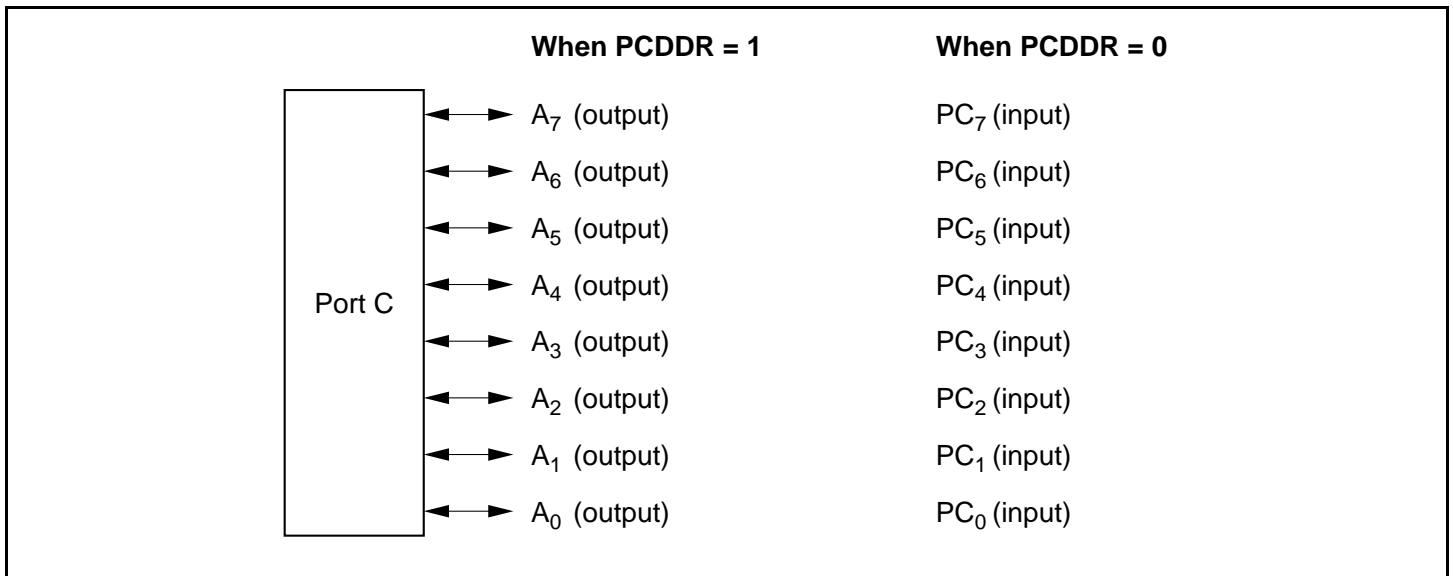 When PCDDR = 1 When PCDDR = 0
A7 (output) PC7 (input)
A6 (output) PC6 (input)
A5 (output) PC5 (input)
Port C
A4 (output) PC4 (input)
A3 (output) PC3 (input)
A2 (output) PC2 (input)
A1 (output) PC1 (input)
A0 (output) PC0 (input)